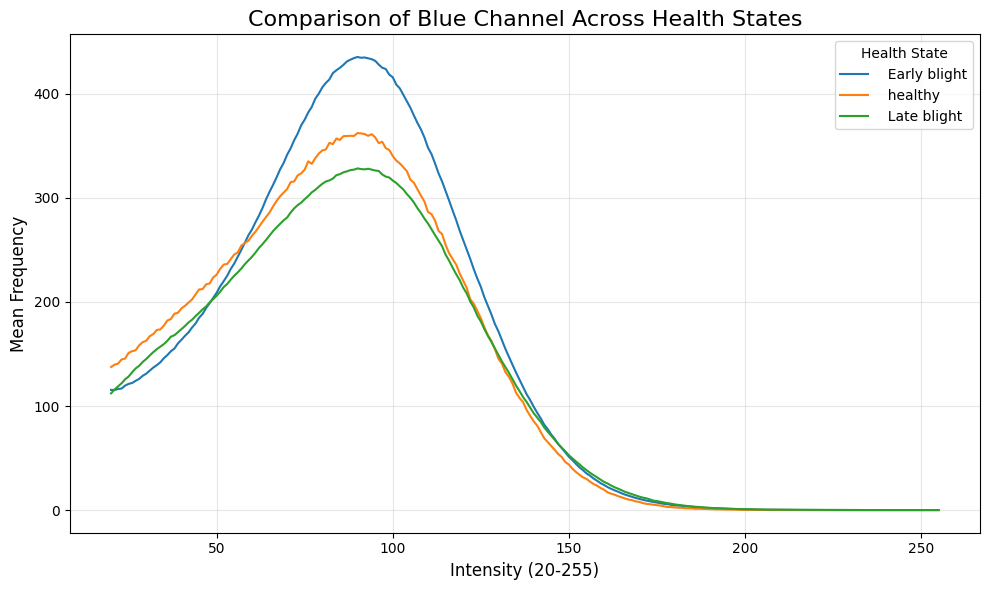 Comparison of Blue Channel Across Health States
Health State
Early blight
healthy
Late blight
Mean Frequency
400
300
200
100
0
50
100
150
200
250
Intensity (20-255)